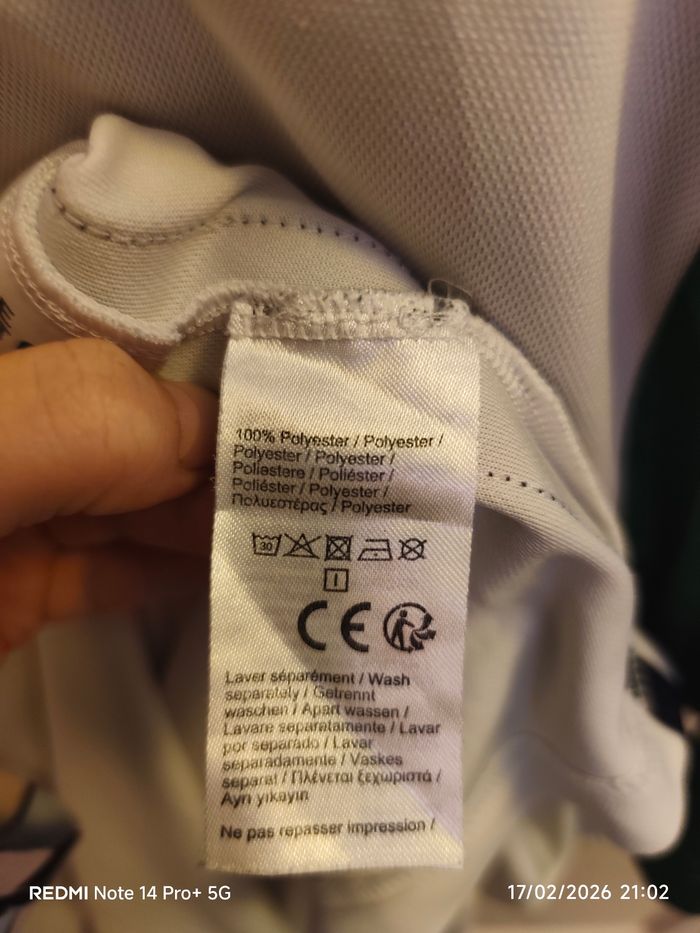 100% Polyester / Polyester /
Polyester / Polyester /
Poliestere / Poliéster /
Poliéster / Polyester /
Πολυεστέρας / Polyester
30
I
CE
Laver séparément / Wash
separately / Getrennt
waschen / Apart wassen /
Lavare separatamente / Lavar
por separado / Lavar
separadamente / Vaskes
separat / Πλένεται ξεχωριστά /
Ayrı yıkayın
Ne pas repasser impression /
REDMI Note 14 Pro+ 5G
17/02/2026 21:02